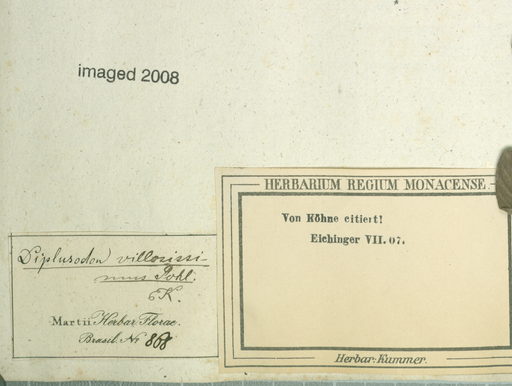 imaged 2008
HERBARIUM REGIUM MONACENSE.
Von Köhne citiert!
Eichinger VII. 07.
Herbar: Kummer.
Diplusodon villosissi-
mus Pohl.
EK.
Martii Herbar. Florae.
Brasil. No 868